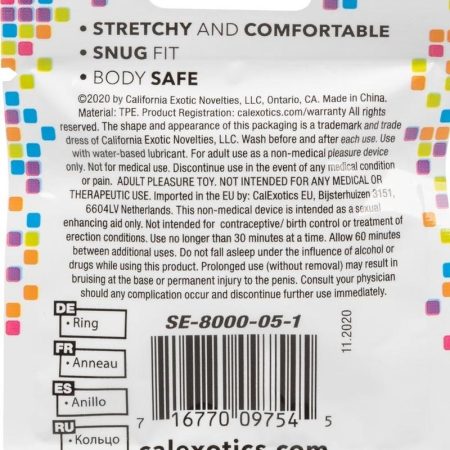 • STRETCHY AND COMFORTABLE
• SNUG FIT
• BODY SAFE
©2020 by California Exotic Novelties, LLC, Ontario, CA. Made in China.
Material: TPE. Product Registration: calexotics.com/warranty All rights
reserved. The shape and appearance of this packaging is a trademark and trade
dress of California Exotic Novelties, LLC. Wash before and after each use. Use
with water-based lubricant. For adult use as a non-medical pleasure device
only. Not for medical use. Discontinue use in the event of any medical condition
or pain. ADULT PLEASURE TOY. NOT INTENDED FOR ANY MEDICAL OR
THERAPEUTIC USE. Imported in the EU by: CalExotics EU, Bijsterhuizen 3151,
6604LV Netherlands. This non-medical device is intended as a sexual
enhancing aid only. Not intended for contraceptive/ birth control or treatment of
erection conditions. Use no longer than 30 minutes at a time. Allow 60 minutes
between additional uses. Do not fall asleep under the influence of alcohol or
drugs while using this product. Prolonged use (without removal) may result in
bruising at the base or permanent injury to the penis. Consult your physician
should any complication occur and discontinue further use immediately.
DE
• Ring
FR
• Anneau
ES
• Anillo
RU
• Кольцо
SE-8000-05-1
11.2020
7 16770 09754 5
calexotics.com